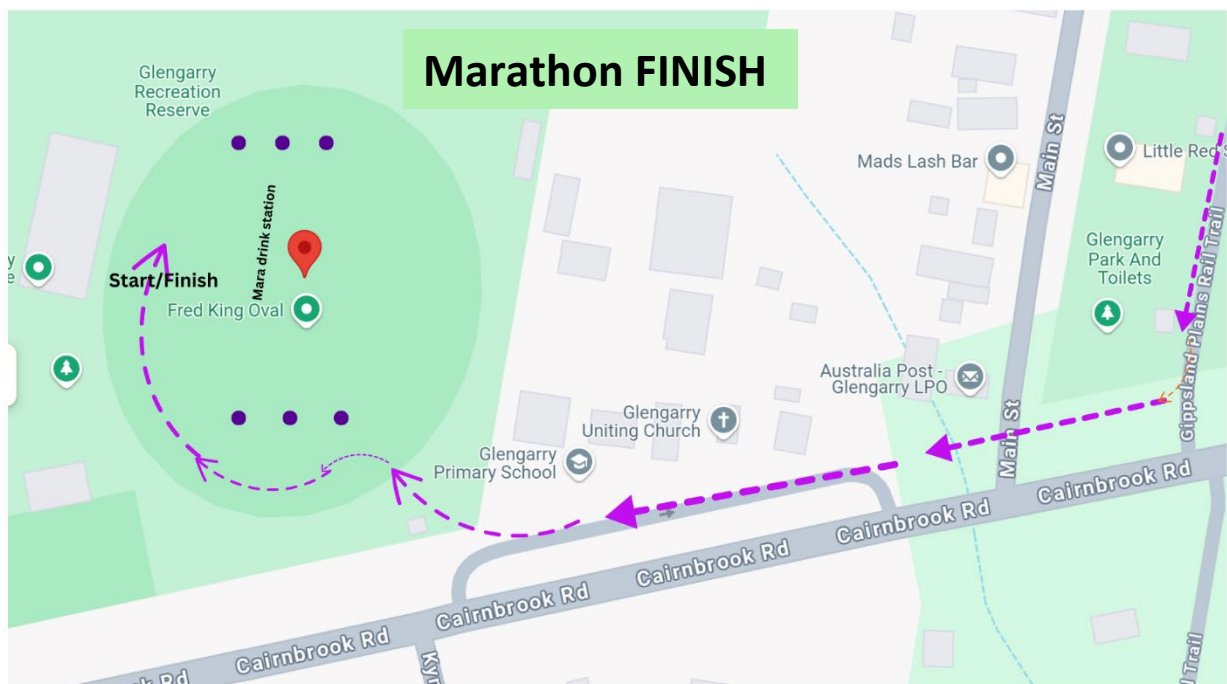 Marathon FINISH
Glengarry
Recreation
Reserve
Mads Lash Bar
Main St
Little Red
Mara drink station
Start/Finish
Fred King Oval
Glengarry
Park And
Toilets
Gippsland Plains Rail Trail
Australia Post -
Glengarry LPO
Glengarry
Uniting Church
Glengarry
Primary School
Main St
Cairnbrook Rd
Cairnbrook Rd
Cairnbrook Rd
Cairnbrook Rd
Cairnbrook Rd
Cairnbrook Rd
Rd
Trail